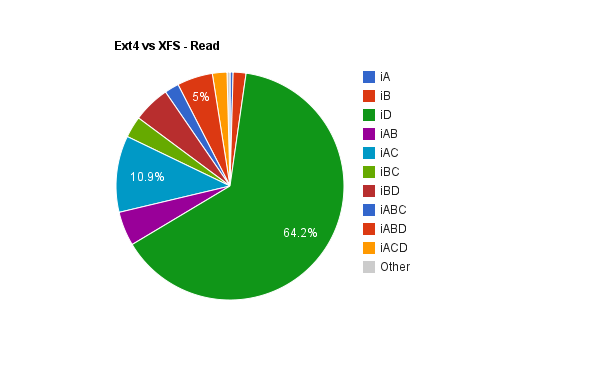 Ext4 vs XFS - Read
5%
10.9%
64.2%
iA
iB
iD
iAB
iAC
iBC
iBD
iABC
iABD
iACD
Other